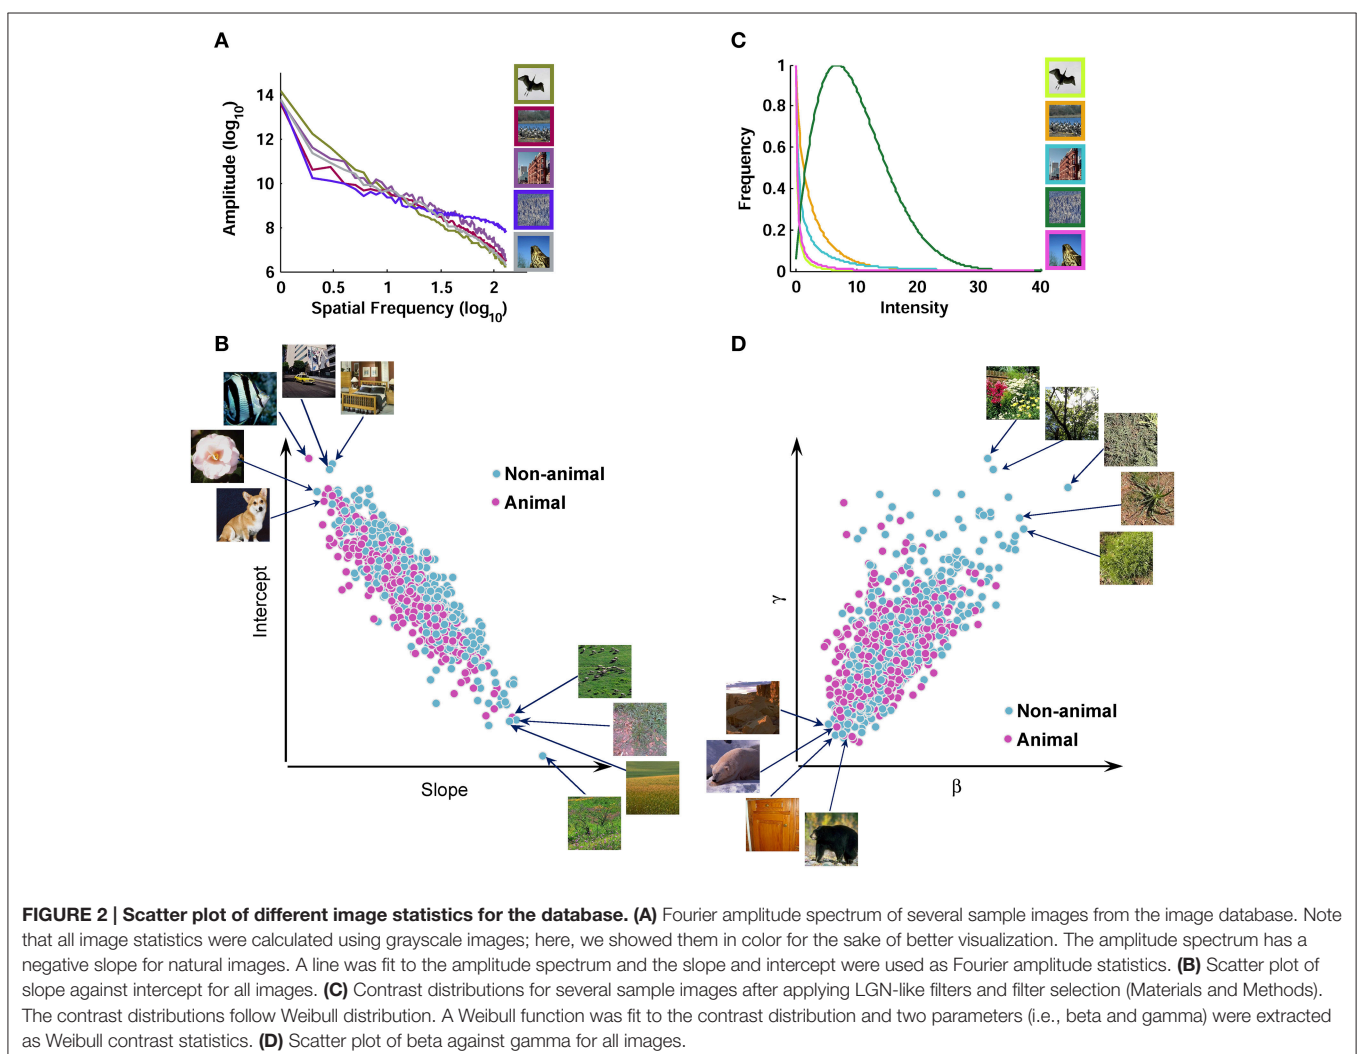 A
Amplitude (log10)
14
12
10
8
6
0 0.5 1 1.5 2
Spatial Frequency (log10)
C
Frequency
1
0.8
0.6
0.4
0.2
0
0 10 20 30 40
Intensity
B
Non-animal
Animal
Intercept
Slope
D
γ
Non-animal
Animal
β
FIGURE 2 | Scatter plot of different image statistics for the database. (A) Fourier amplitude spectrum of several sample images from the image database. Note
that all image statistics were calculated using grayscale images; here, we showed them in color for the sake of better visualization. The amplitude spectrum has a
negative slope for natural images. A line was fit to the amplitude spectrum and the slope and intercept were used as Fourier amplitude statistics. (B) Scatter plot of
slope against intercept for all images. (C) Contrast distributions for several sample images after applying LGN-like filters and filter selection (Materials and Methods).
The contrast distributions follow Weibull distribution. A Weibull function was fit to the contrast distribution and two parameters (i.e., beta and gamma) were extracted
as Weibull contrast statistics. (D) Scatter plot of beta against gamma for all images.